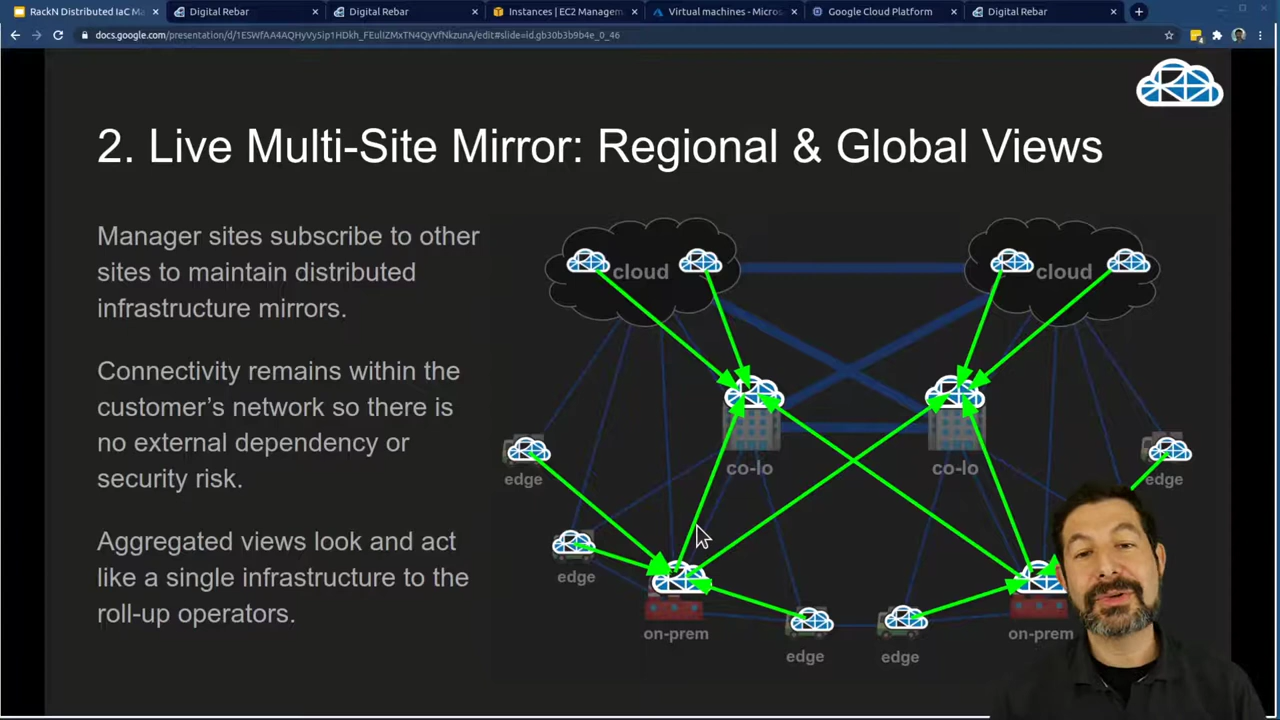 RackN Distributed IaC Ma
Digital Rebar
Digital Rebar
Instances | EC2 Managem
Virtual machines - Micros
Google Cloud Platform
Digital Rebar
2. Live Multi-Site Mirror: Regional & Global Views
Manager sites subscribe to other
sites to maintain distributed
infrastructure mirrors.
Connectivity remains within the
customer's network so there is
no external dependency or
security risk.
Aggregated views look and act
like a single infrastructure to the
roll-up operators.
cloud
cloud
co-lo
co-lo
edge
edge
edge
on-prem
on-prem
edge
edge